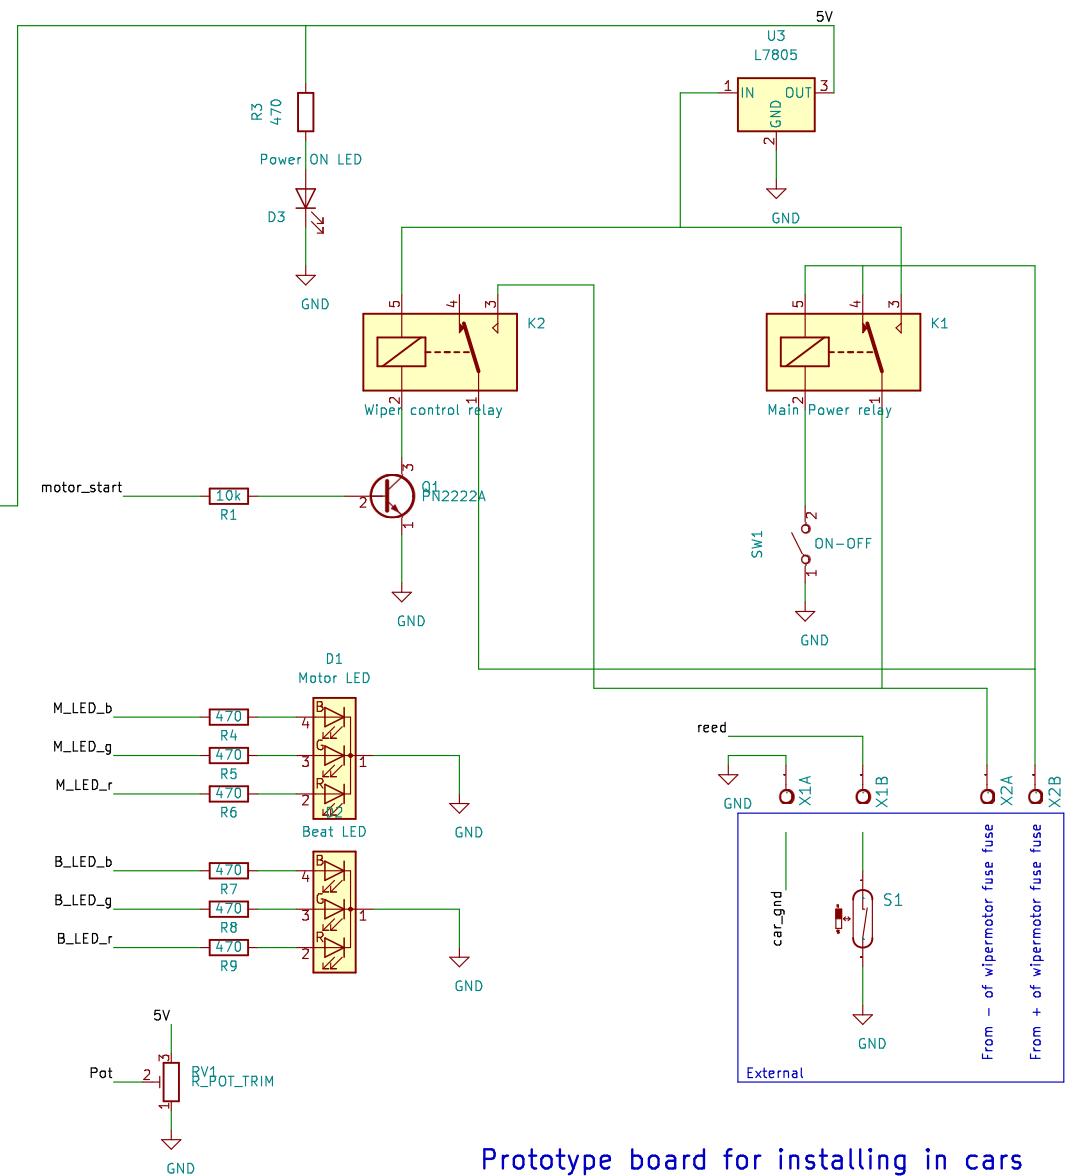 5V
U3
L7805
1
IN
OUT
3
GND
2
GND
R3
470
Power ON LED
D3
GND
5
4
3
K2
2
1
Wiper control relay
5
4
3
K1
2
1
Main Power relay
motor_start
10k
R1
2
3
Q1
PN2222A
1
GND
SW1
2
ON-OFF
1
GND
D1
Motor LED
M_LED_b
470
R4
4
B
M_LED_g
470
R5
3
G
1
M_LED_r
470
R6
2
R
GND
D2
Beat LED
B_LED_b
470
R7
4
B
B_LED_g
470
R8
3
G
1
B_LED_r
470
R9
2
R
GND
reed
GND
X1A
X1B
X2A
X2B
car_gnd
S1
GND
From - of wipermotor fuse fuse
From + of wipermotor fuse fuse
External
5V
Pot
2
3
1
RV1
R_POT_TRIM
GND
Prototype board for installing in cars